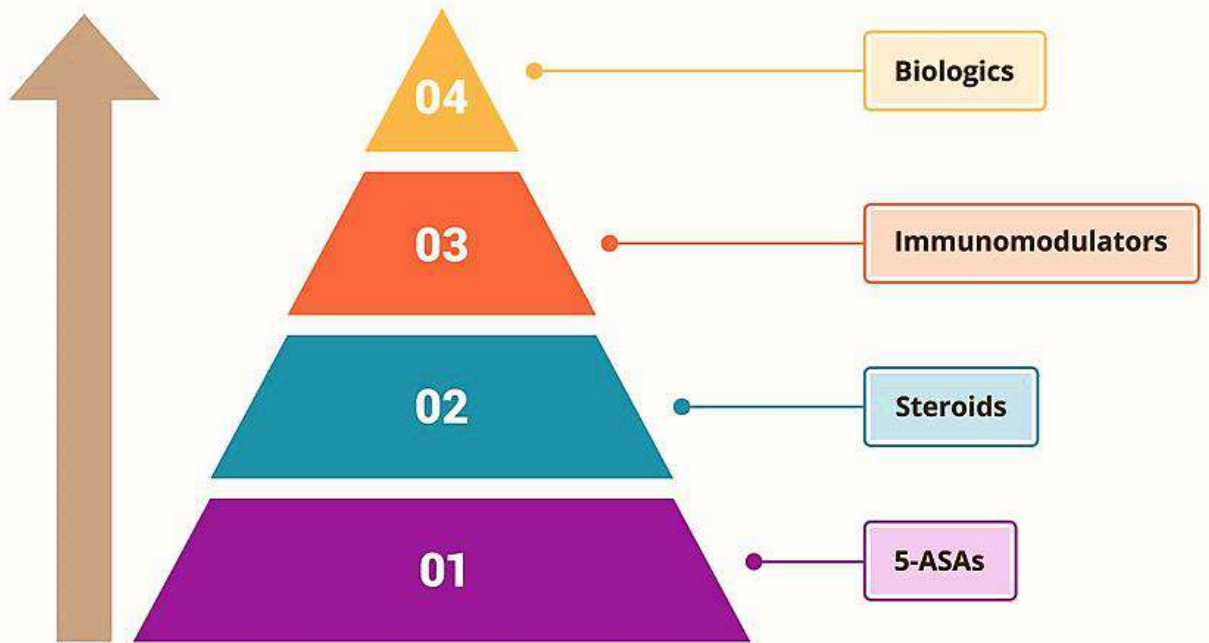 04
Biologics
03
Immunomodulators
02
Steroids
01
5-ASAs